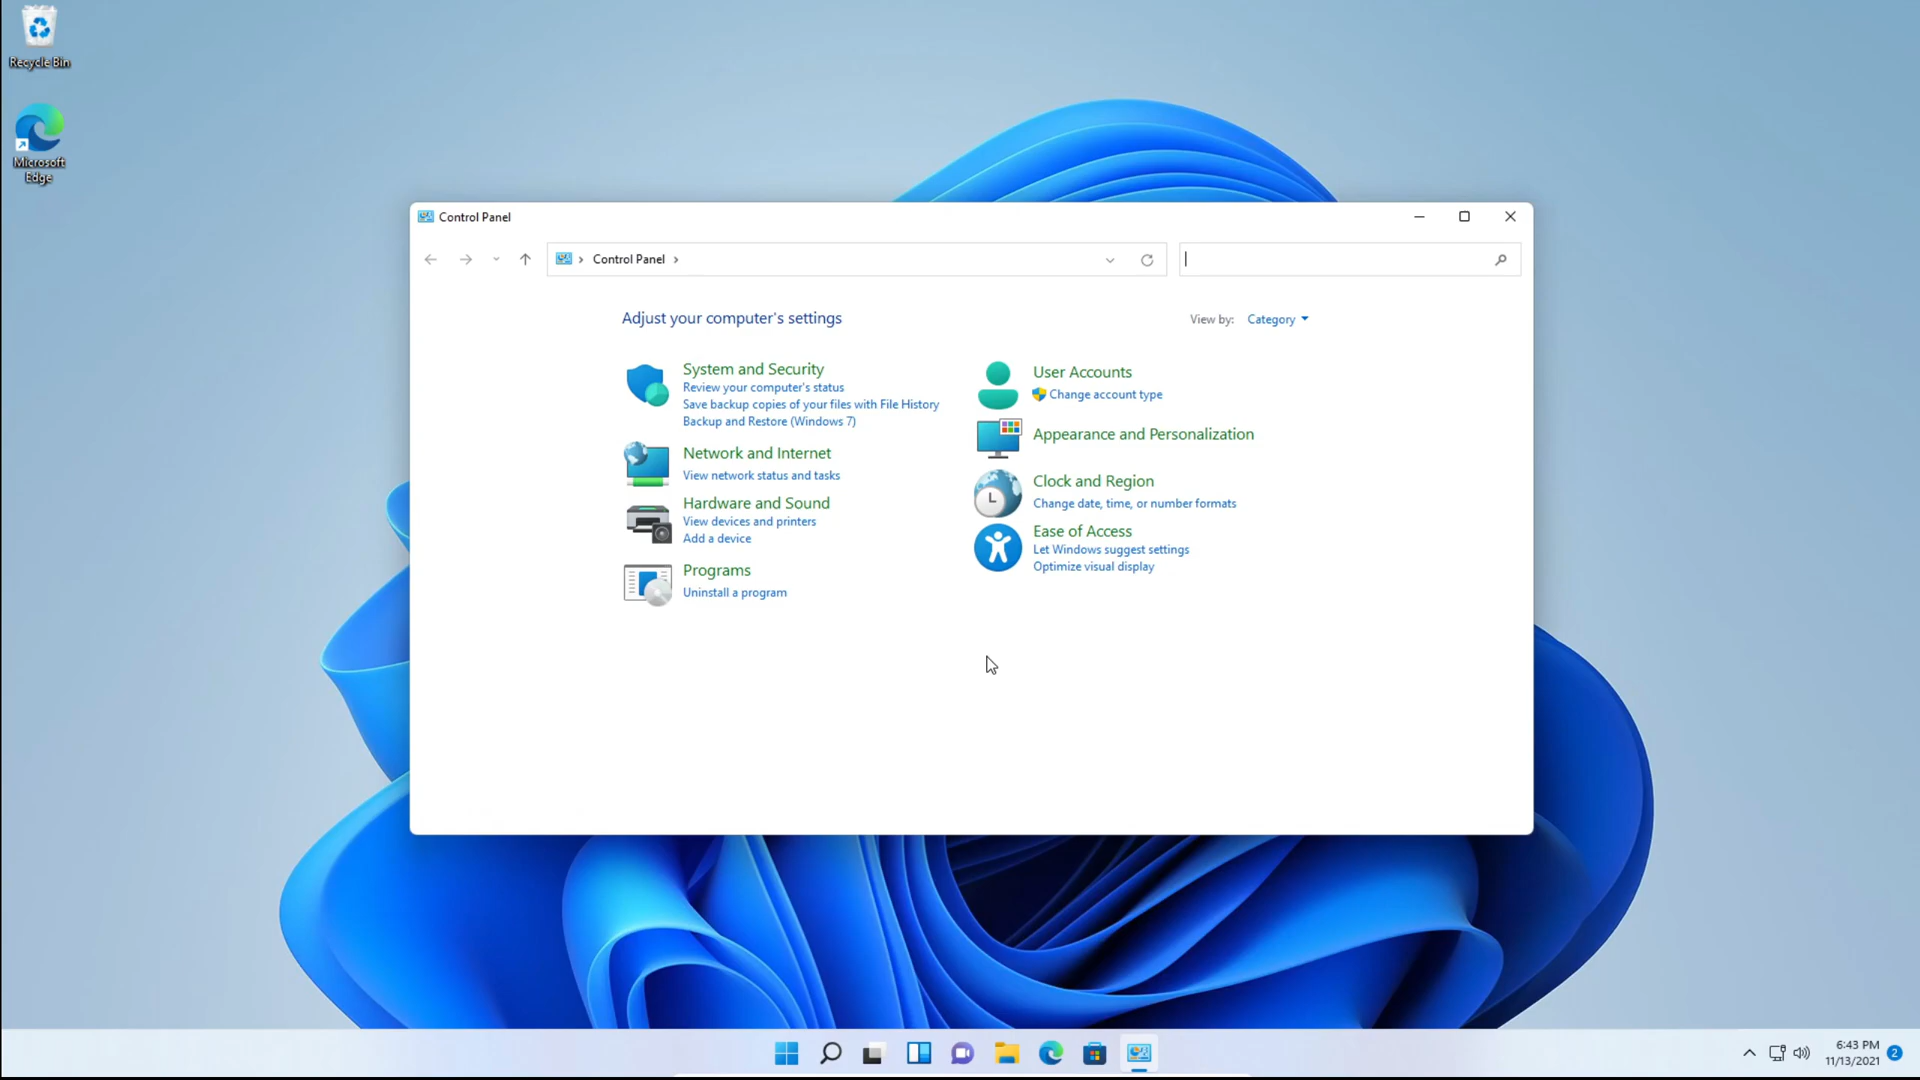 Recycle Bin
Microsoft
Edge
Control Panel
Control Panel
Adjust your computer's settings
View by: Category
System and Security
Review your computer's status
Save backup copies of your files with File History
Backup and Restore (Windows 7)
Network and Internet
View network status and tasks
Hardware and Sound
View devices and printers
Add a device
Programs
Uninstall a program
User Accounts
Change account type
Appearance and Personalization
Clock and Region
Change date, time, or number formats
Ease of Access
Let Windows suggest settings
Optimize visual display
6:43 PM
11/13/2021
2